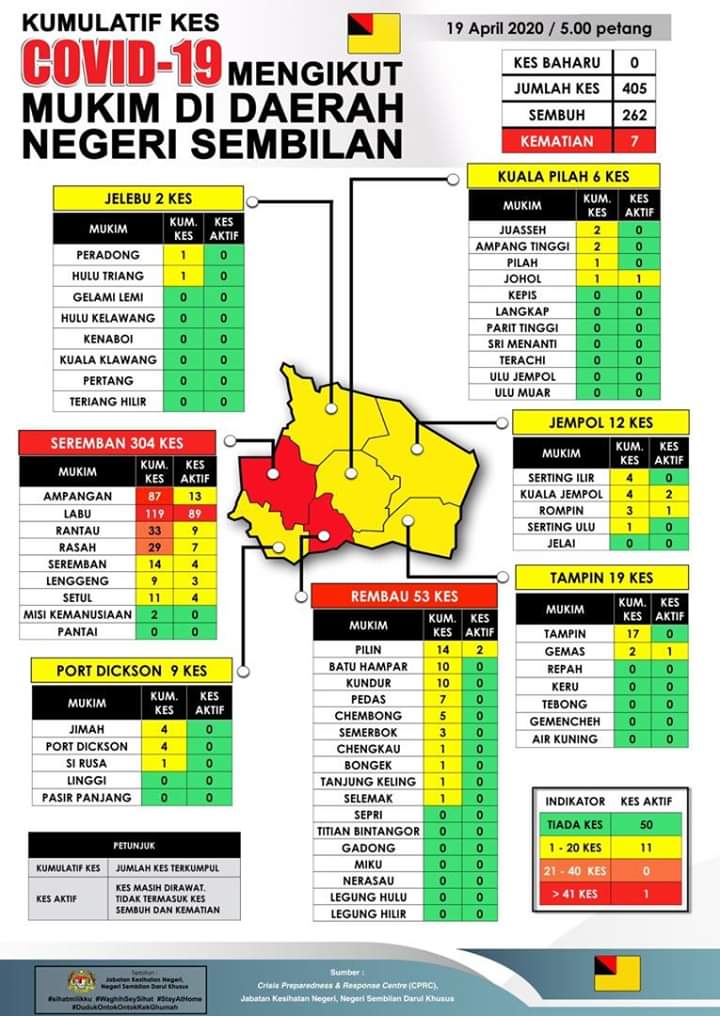 KUMULATIF KES
COVID-19 MENGIKUT
MUKIM DI DAERAH
NEGERI SEMBILAN
19 April 2020 / 5.00 petang
KES BAHARU 0
JUMLAH KES 405
SEMBUH 262
KEMATIAN 7
JELEBU 2 KES
MUKIM KUM. KES KES AKTIF
PERADONG 1 0
HULU TRIANG 1 0
GELAMI LEMI 0 0
HULU KELAWANG 0 0
KENABOI 0 0
KUALA KLAWANG 0 0
PERTANG 0 0
TERIANG HILIR 0 0
KUALA PILAH 6 KES
MUKIM KUM. KES KES AKTIF
JUASSEH 2 0
AMPANG TINGGI 2 0
PILAH 1 0
JOHOL 1 1
KEPIS 0 0
LANGKAP 0 0
PARIT TINGGI 0 0
SRI MENANTI 0 0
TERACHI 0 0
ULU JEMPOL 0 0
ULU MUAR 0 0
SEREMBAN 304 KES
MUKIM KUM. KES KES AKTIF
AMPANGAN 87 13
LABU 119 89
RANTAU 33 9
RASAH 29 7
SEREMBAN 14 4
LENGGENG 9 3
SETUL 11 4
MISI KEMANUSIAAN 2 0
PANTAI 0 0
JEMPOL 12 KES
MUKIM KUM. KES KES AKTIF
SERTING ILIR 4 0
KUALA JEMPOL 4 2
ROMPIN 3 1
SERTING ULU 1 0
JELAI 0 0
TAMPIN 19 KES
MUKIM KUM. KES KES AKTIF
TAMPIN 17 0
GEMAS 2 1
REPAH 0 0
KERU 0 0
TEBONG 0 0
GEMENCHEH 0 0
AIR KUNING 0 0
REMBAU 53 KES
MUKIM KUM. KES KES AKTIF
PILIN 14 2
BATU HAMPAR 10 0
KUNDUR 10 0
PEDAS 7 0
CHEMBONG 5 0
SEMERBOK 3 0
CHENGKAU 1 0
BONGEK 1 0
TANJUNG KELING 1 0
SELEMAK 1 0
SEPRI 0 0
TITIAN BINTANGOR 0 0
GADONG 0 0
MIKU 0 0
NERASAU 0 0
LEGUNG HULU 0 0
LEGUNG HILIR 0 0
PORT DICKSON 9 KES
MUKIM KUM. KES KES AKTIF
JIMAH 4 0
PORT DICKSON 4 0
SI RUSA 1 0
LINGGI 0 0
PASIR PANJANG 0 0
PETUNJUK
KUMULATIF KES JUMLAH KES TERKUMPUL
KES AKTIF KES MASIH DIRAWAT.
TIDAK TERMASUK KES
SEMBUH DAN KEMATIAN
INDIKATOR KES AKTIF
TIADA KES 50
1 - 20 KES 11
21 - 40 KES 0
> 41 KES 1
Terbitan :
Jabatan Kesihatan Negeri,
Negeri Sembilan Darul Khusus
#sihatmilikku #WaghihSeySihat #StayAtHome
#DudukOntokOntokKekGhumah
Sumber :
Crisis Preparedness & Response Centre (CPRC),
Jabatan Kesihatan Negeri, Negeri Sembilan Darul Khusus